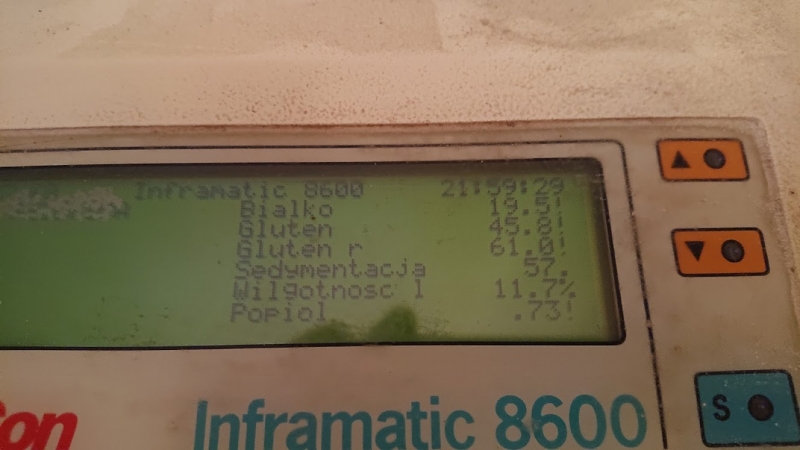 Inframatic 8600 21:59:29
Bialko 19.5!
Gluten 45.8!
Gluten r 61.0!
Sedymentacja 57.
Wilgotnosc l 11.7%
Popiol .73!
Inframatic 8600
S